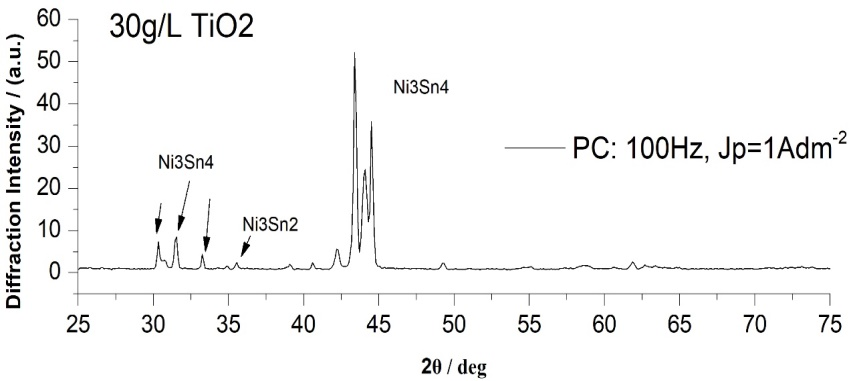 30g/L TiO2
Diffraction Intensity / (a.u.)
60
50
40
30
20
10
0
Ni3Sn4
Ni3Sn4
Ni3Sn2
PC: 100Hz, Jp=1Adm-2
25 30 35 40 45 50 55 60 65 70 75
2θ / deg